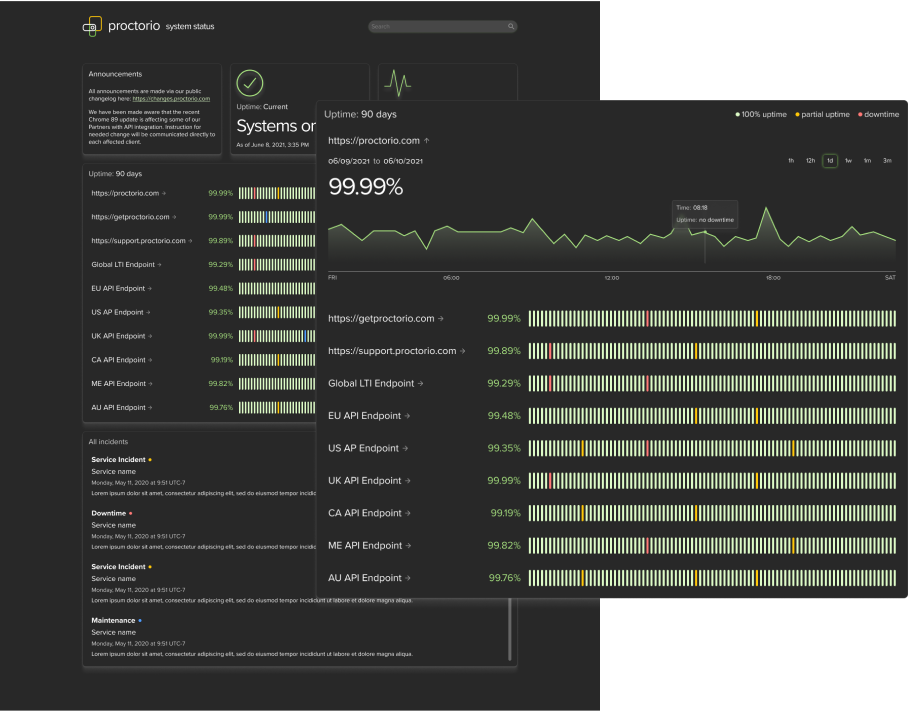 proctorio system status
Search
Announcements
All announcements are made via our public
changelog here: https://changes.proctorio.com
We have been made aware that the recent
Chrome 89 update is affecting some of our
Partners with API integration. Instruction for
needed change will be communicated directly to
each affected client.
Uptime: Current
Systems or
As of June 8, 2021, 3:35 PM
Uptime: 90 days
https://proctorio.com → 99.99%
https://getproctorio.com → 99.99%
https://support.proctorio.com → 99.89%
Global LTI Endpoint → 99.29%
EU API Endpoint → 99.48%
US AP Endpoint → 99.35%
UK API Endpoint → 99.99%
CA API Endpoint → 99.19%
ME API Endpoint → 99.82%
AU API Endpoint → 99.76%
All incidents
Service Incident
Service name
Monday, May 11, 2020 at 9:51 UTC-7
Lorem ipsum dolor sit amet, consectetur adipiscing elit, sed do eiusmod tempor incidic
Downtime
Service name
Monday, May 11, 2020 at 9:51 UTC-7
Lorem ipsum dolor sit amet, consectetur adipiscing elit, sed do eiusmod tempor incidic
Service Incident
Service name
Monday, May 11, 2020 at 9:51 UTC-7
Lorem ipsum dolor sit amet, consectetur adipiscing elit, sed do eiusmod tempor incididunt ut labore et dolore magna aliqua.
Maintenance
Service name
Monday, May 11, 2020 at 9:51 UTC-7
Lorem ipsum dolor sit amet, consectetur adipiscing elit, sed do eiusmod tempor incididunt ut labore et dolore magna aliqua.
Uptime: 90 days
100% uptime partial uptime downtime
https://proctorio.com ↑
06/09/2021 to 06/10/2021
1h 12h 1d 1w 1m 3m
99.99%
Time: 08:18
Uptime: no downtime
FRI 06:00 12:00 18:00 SAT
https://getproctorio.com → 99.99%
https://support.proctorio.com → 99.89%
Global LTI Endpoint → 99.29%
EU API Endpoint → 99.48%
US AP Endpoint → 99.35%
UK API Endpoint → 99.99%
CA API Endpoint → 99.19%
ME API Endpoint → 99.82%
AU API Endpoint → 99.76%